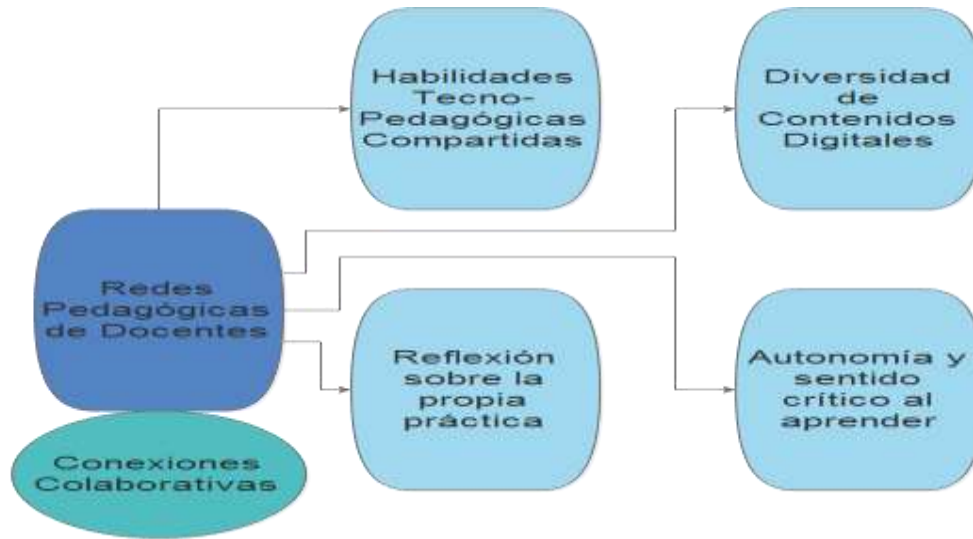 Habilidades
Tecno-
Pedagógicas
Compartidas
Diversidad
de
Contenidos
Digitales
Redes
Pedagógicas
de Docentes
Reflexión
sobre la
propia
práctica
Autonomía y
sentido
crítico al
aprender
Conexiones
Colaborativas